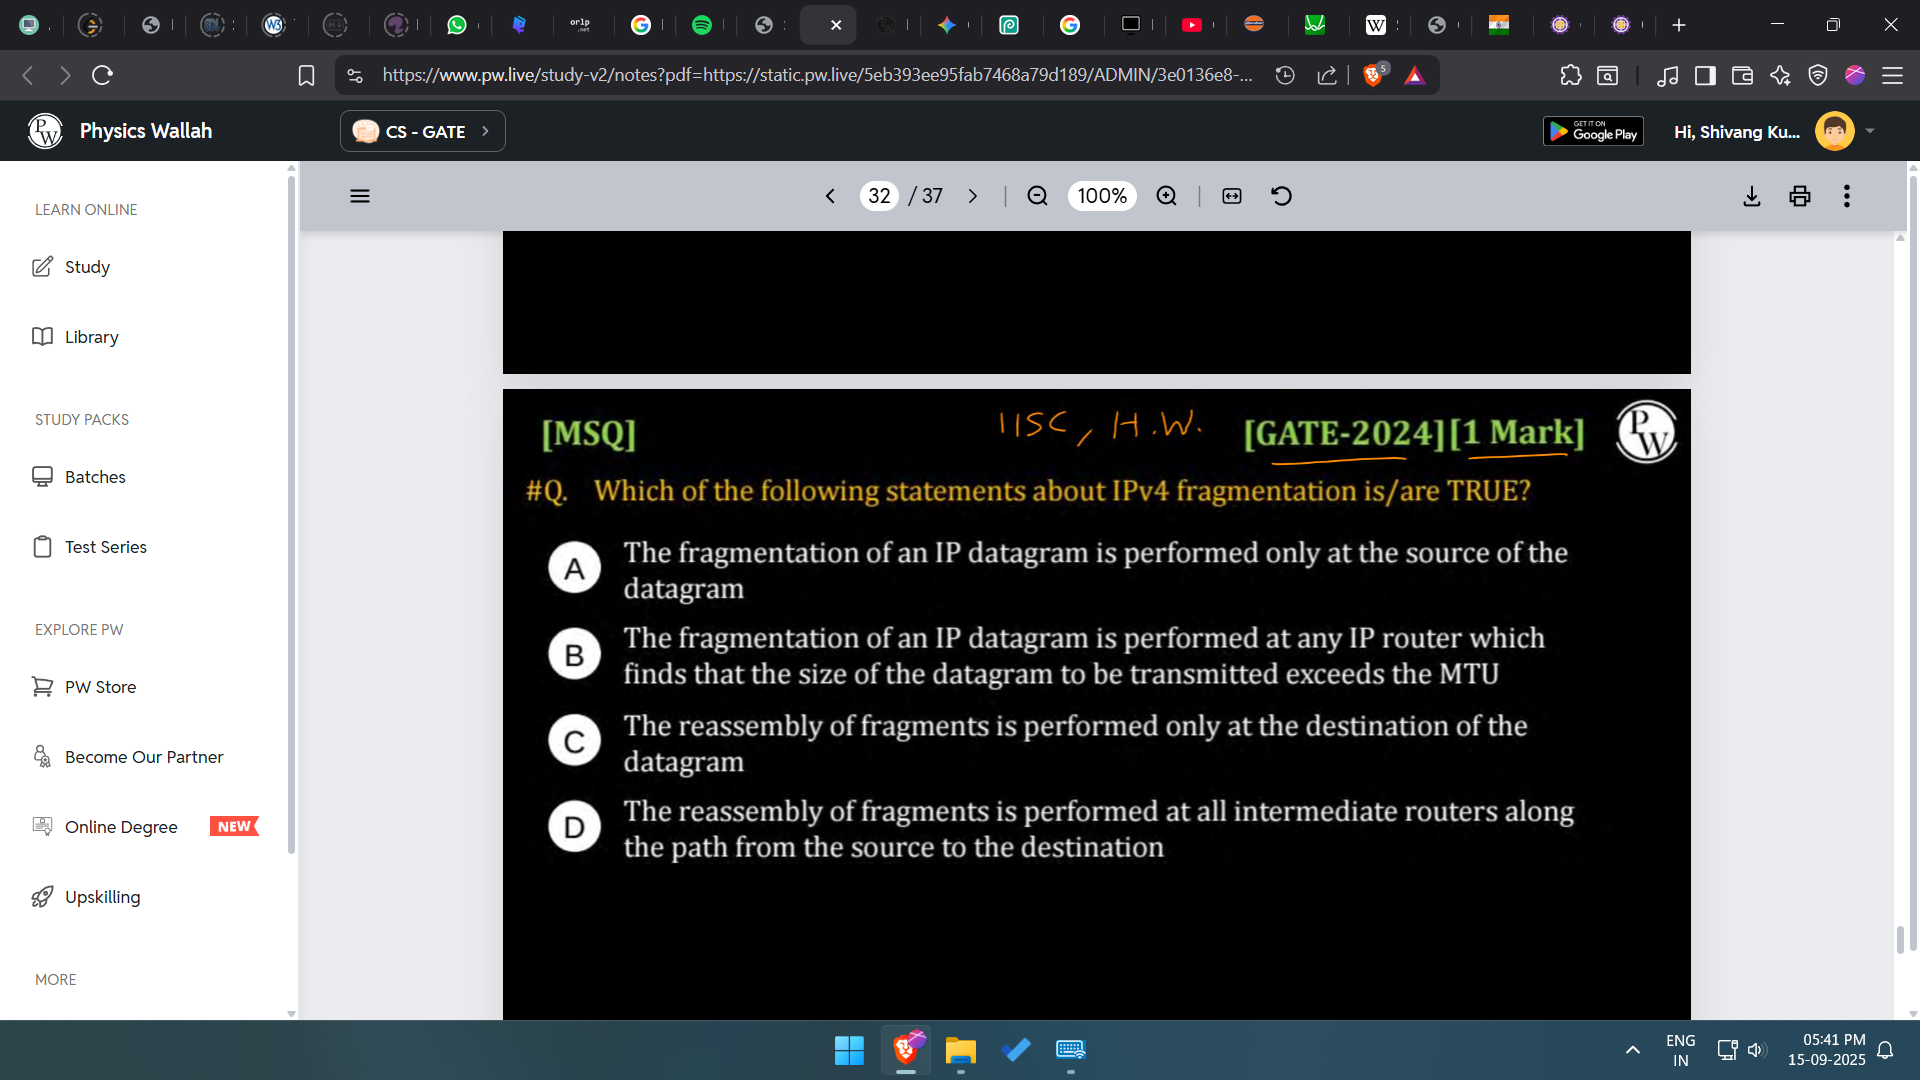 W3
orlp
.net
W
https://www.pw.live/study-v2/notes?pdf=https://static.pw.live/5eb393ee95fab7468a79d189/ADMIN/3e0136e8-...
5
PW
Physics Wallah
CS - GATE
GET IT ON
Google Play
Hi, Shivang Ku...
LEARN ONLINE
Study
Library
STUDY PACKS
Batches
Test Series
EXPLORE PW
PW Store
Become Our Partner
Online Degree
NEW
Upskilling
MORE
32 / 37
100%
[MSQ]
IISC, H.W.
[GATE-2024][1 Mark]
PW
#Q. Which of the following statements about IPv4 fragmentation is/are TRUE?
A
The fragmentation of an IP datagram is performed only at the source of the
datagram
B
The fragmentation of an IP datagram is performed at any IP router which
finds that the size of the datagram to be transmitted exceeds the MTU
C
The reassembly of fragments is performed only at the destination of the
datagram
D
The reassembly of fragments is performed at all intermediate routers along
the path from the source to the destination
ENG
IN
05:41 PM
15-09-2025